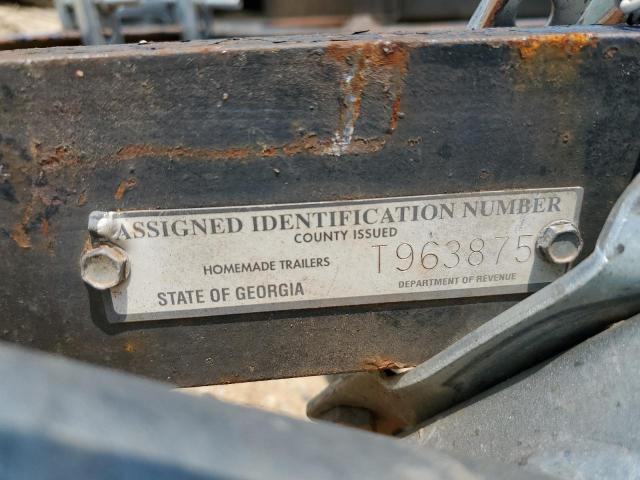 ASSIGNED IDENTIFICATION NUMBER
COUNTY ISSUED
HOMEMADE TRAILERS T963875
STATE OF GEORGIA DEPARTMENT OF REVENUE